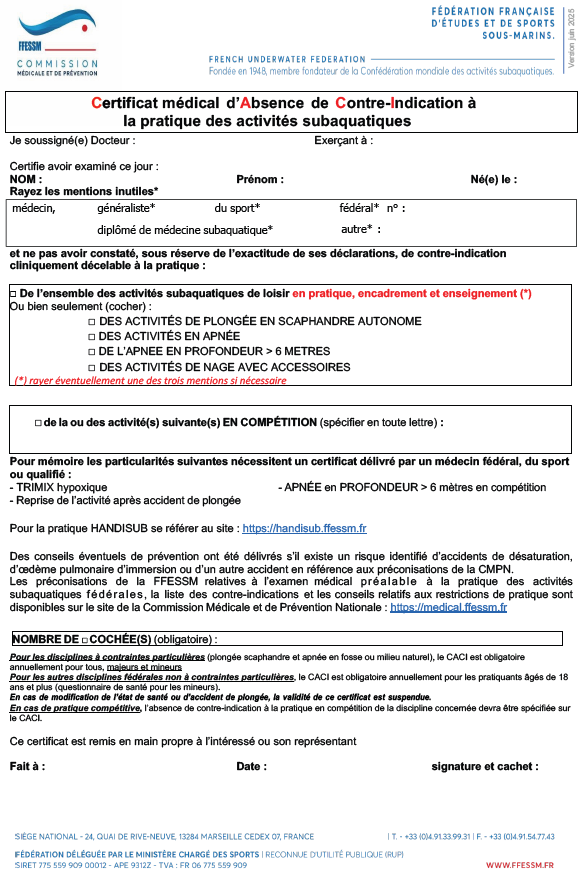 FFESSM
COMMISSION
MÉDICALE ET DE PRÉVENTION
FÉDÉRATION FRANÇAISE
D'ÉTUDES ET DE SPORTS
SOUS-MARINS.
Version juin 2025
FRENCH UNDERWATER FEDERATION
Fondée en 1948, membre fondateur de la Confédération mondiale des activités subaquatiques.
Certificat médical d'Absence de Contre-Indication à
la pratique des activités subaquatiques
Je soussigné(e) Docteur : Exerçant à :
Certifie avoir examiné ce jour :
NOM : Prénom : Né(e) le :
Rayez les mentions inutiles*
médecin, généraliste* du sport* fédéral* n° :
diplômé de médecine subaquatique* autre* :
et ne pas avoir constaté, sous réserve de l'exactitude de ses déclarations, de contre-indication
cliniquement décelable à la pratique :
□ De l'ensemble des activités subaquatiques de loisir en pratique, encadrement et enseignement (*)
Ou bien seulement (cocher) :
□ DES ACTIVITÉS DE PLONGÉE EN SCAPHANDRE AUTONOME
□ DES ACTIVITÉS EN APNÉE
□ DE L'APNEE EN PROFONDEUR > 6 METRES
□ DES ACTIVITÉS DE NAGE AVEC ACCESSOIRES
(*) rayer éventuellement une des trois mentions si nécessaire
□ de la ou des activité(s) suivante(s) EN COMPÉTITION (spécifier en toute lettre) :
Pour mémoire les particularités suivantes nécessitent un certificat délivré par un médecin fédéral, du sport
ou qualifié :
- TRIMIX hypoxique - APNÉE en PROFONDEUR > 6 mètres en compétition
- Reprise de l'activité après accident de plongée
Pour la pratique HANDISUB se référer au site : https://handisub.ffessm.fr
Des conseils éventuels de prévention ont été délivrés s'il existe un risque identifié d'accidents de désaturation,
d'œdème pulmonaire d'immersion ou d'un autre accident en référence aux préconisations de la CMPN.
Les préconisations de la FFESSM relatives à l'examen médical préalable à la pratique des activités
subaquatiques fédérales, la liste des contre-indications et les conseils relatifs aux restrictions de pratique sont
disponibles sur le site de la Commission Médicale et de Prévention Nationale : https://medical.ffessm.fr
NOMBRE DE □ COCHÉE(S) (obligatoire) :
Pour les disciplines à contraintes particulières (plongée scaphandre et apnée en fosse ou milieu naturel), le CACI est obligatoire
annuellement pour tous, majeurs et mineurs
Pour les autres disciplines fédérales non à contraintes particulières, le CACI est obligatoire annuellement pour les pratiquants âgés de 18
ans et plus (questionnaire de santé pour les mineurs).
En cas de modification de l'état de santé ou d'accident de plongée, la validité de ce certificat est suspendue.
En cas de pratique compétitive, l'absence de contre-indication à la pratique en compétition de la discipline concernée devra être spécifiée sur
le CACI.
Ce certificat est remis en main propre à l'intéressé ou son représentant
Fait à : Date : signature et cachet :
SIÈGE NATIONAL - 24, QUAI DE RIVE-NEUVE, 13284 MARSEILLE CEDEX 07, FRANCE | T. - +33 (0)4.91.33.99.31 | F. - +33 (0)4.91.54.77.43
FÉDÉRATION DÉLÉGUÉE PAR LE MINISTÈRE CHARGÉ DES SPORTS | RECONNUE D'UTILITÉ PUBLIQUE (RUP)
SIRET 775 559 909 00012 - APE 9312Z - TVA : FR 06 775 559 909 WWW.FFESSM.FR